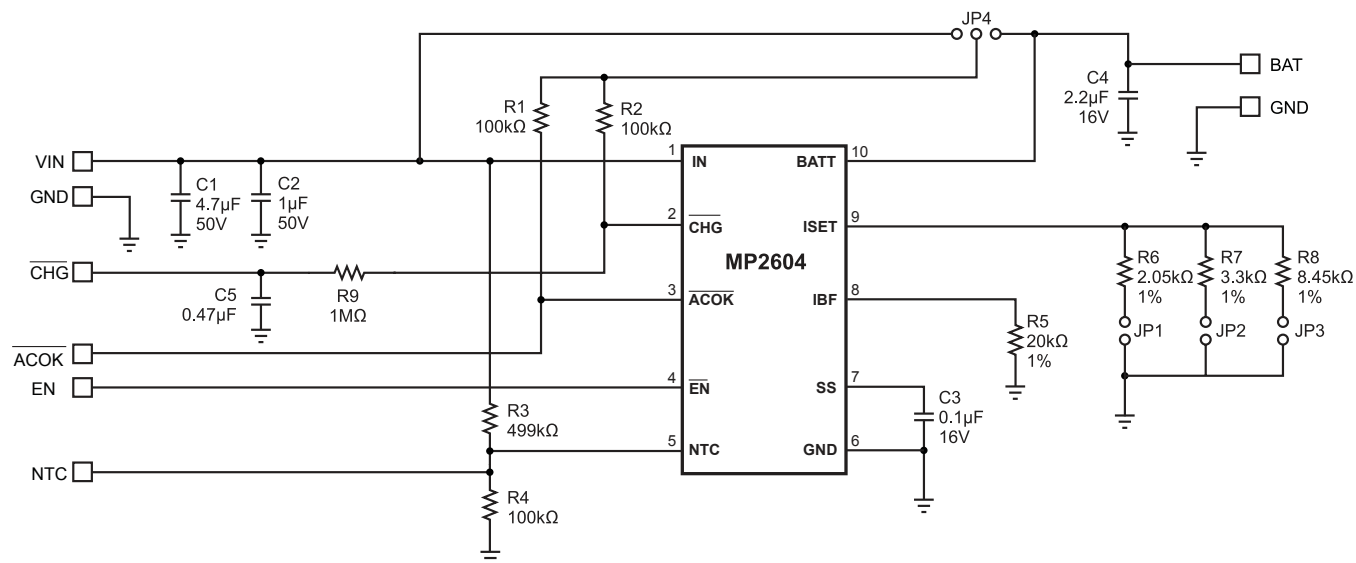 JP4
BAT
C4
2.2µF
16V
GND
R1
100kΩ
R2
100kΩ
VIN
GND
C1
4.7µF
50V
C2
1µF
50V
CHG
C5
0.47µF
R9
1MΩ
ACOK
EN
NTC
R3
499kΩ
R4
100kΩ
1
IN
2
CHG
3
ACOK
4
EN
5
NTC
MP2604
BATT
10
ISET
9
IBF
8
SS
7
GND
6
R5
20kΩ
1%
C3
0.1µF
16V
R6
2.05kΩ
1%
R7
3.3kΩ
1%
R8
8.45kΩ
1%
JP1
JP2
JP3